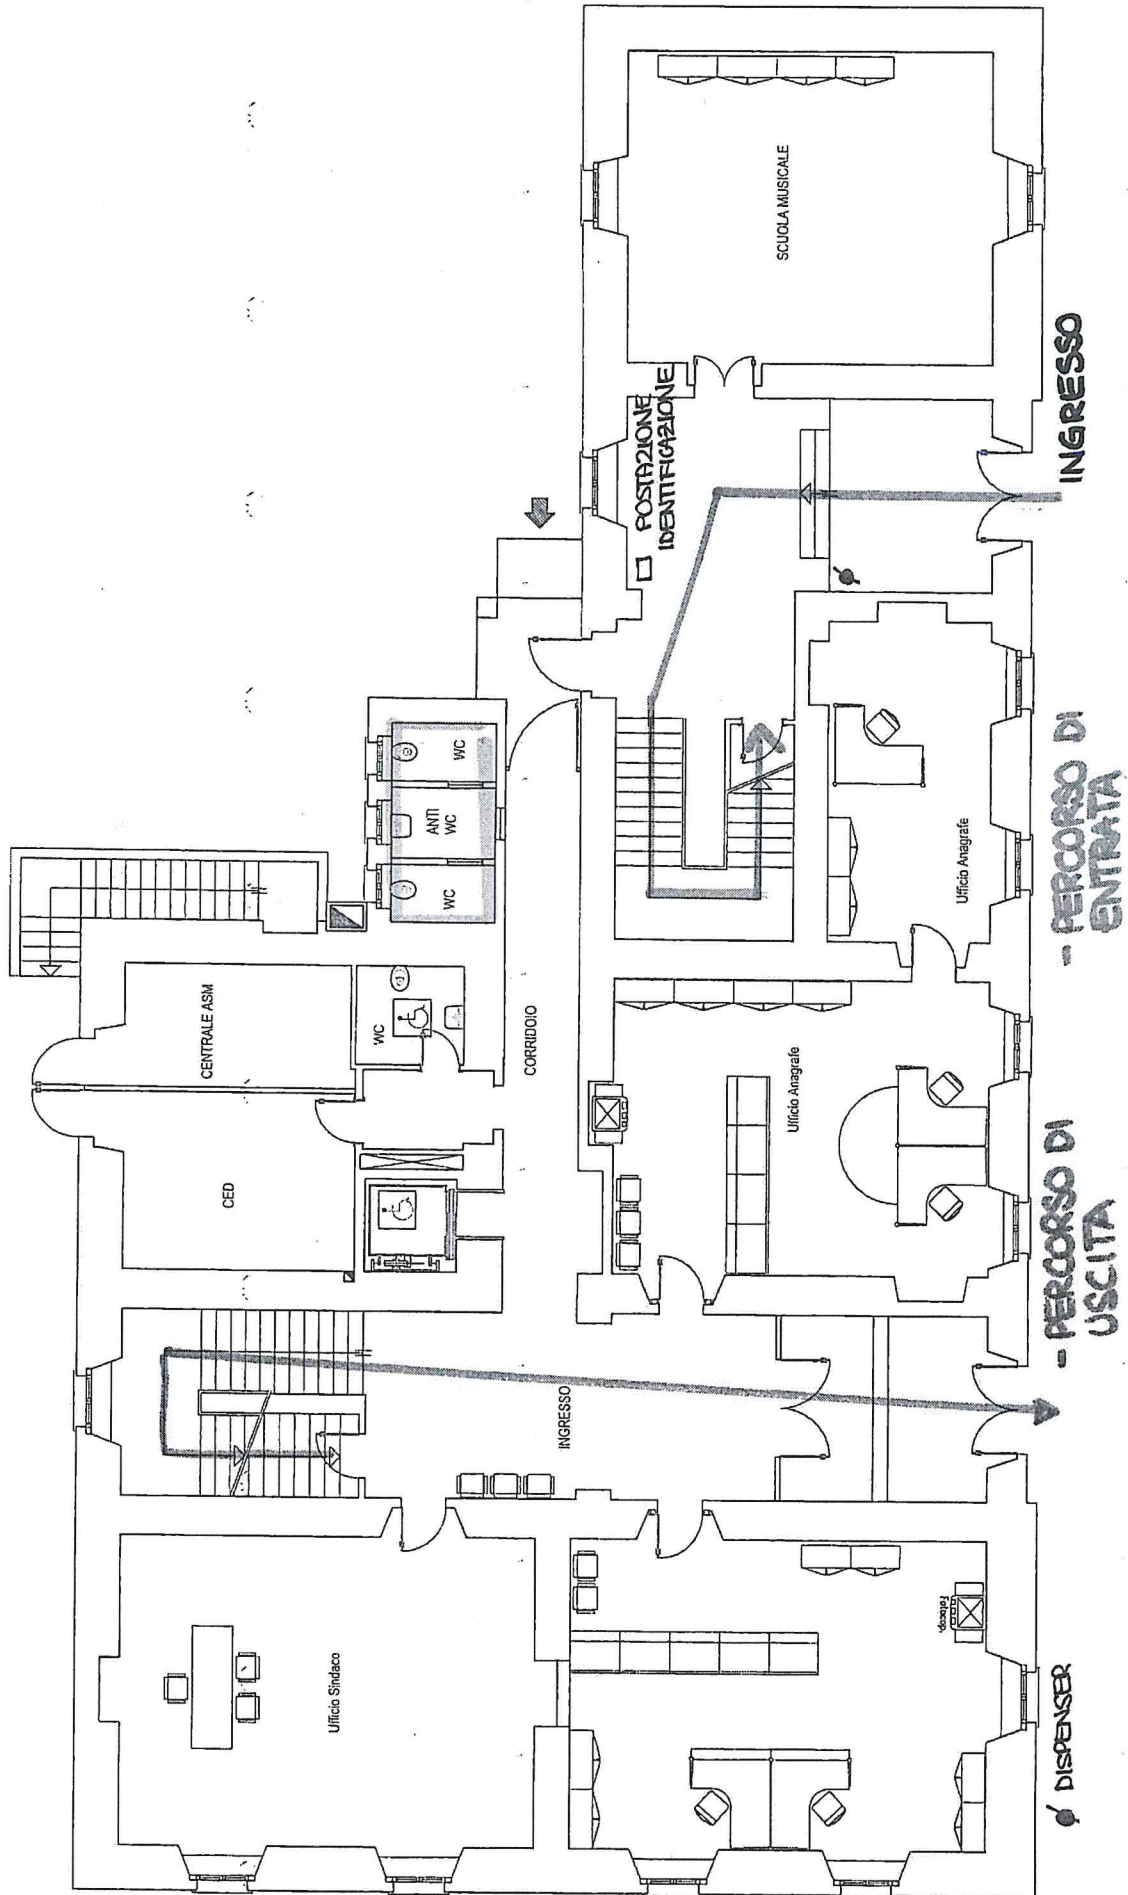 SCUOLA MUSICALE
POSTAZIONE
IDENTIFICAZIONE
INGRESSO
WC
ANTI
WC
WC
Ufficio Anagrafe
- PERCORSO DI
ENTRATA
CENTRALE ASM
WC
CORRIDOIO
CED
Ufficio Anagrafe
- PERCORSO DI
USCITA
INGRESSO
Ufficio Sindaco
Fotocop.
DISPENSER